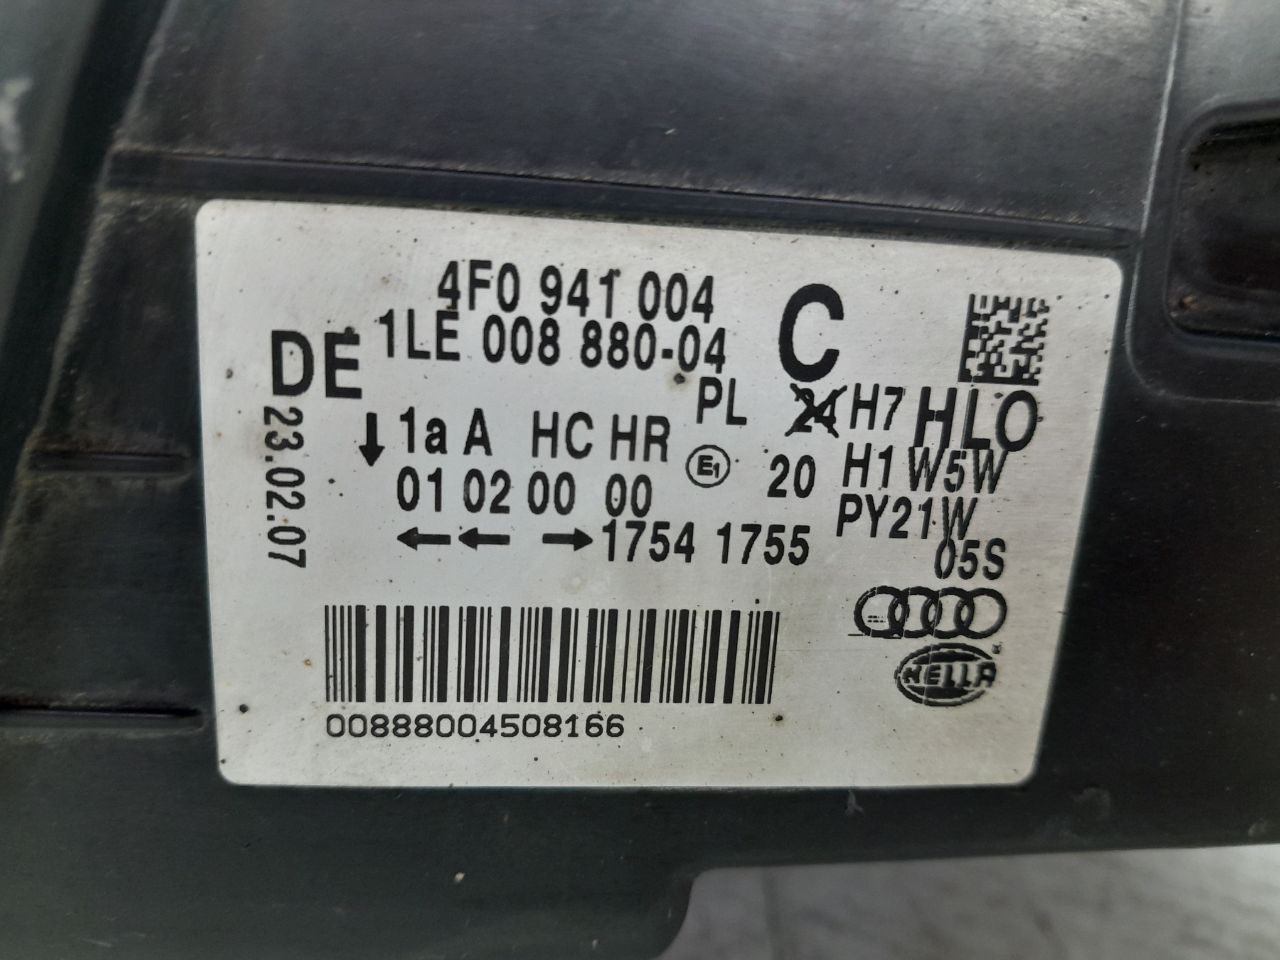 4F0 941 004
C
DE
1LE 008 880-04
PL
24 H7 HLO
1a A HC HR
E1
20
H1 W5W
01 02 00 00
PY21W
1754 1755
05S
23.02.07
HELLA
00888004508166